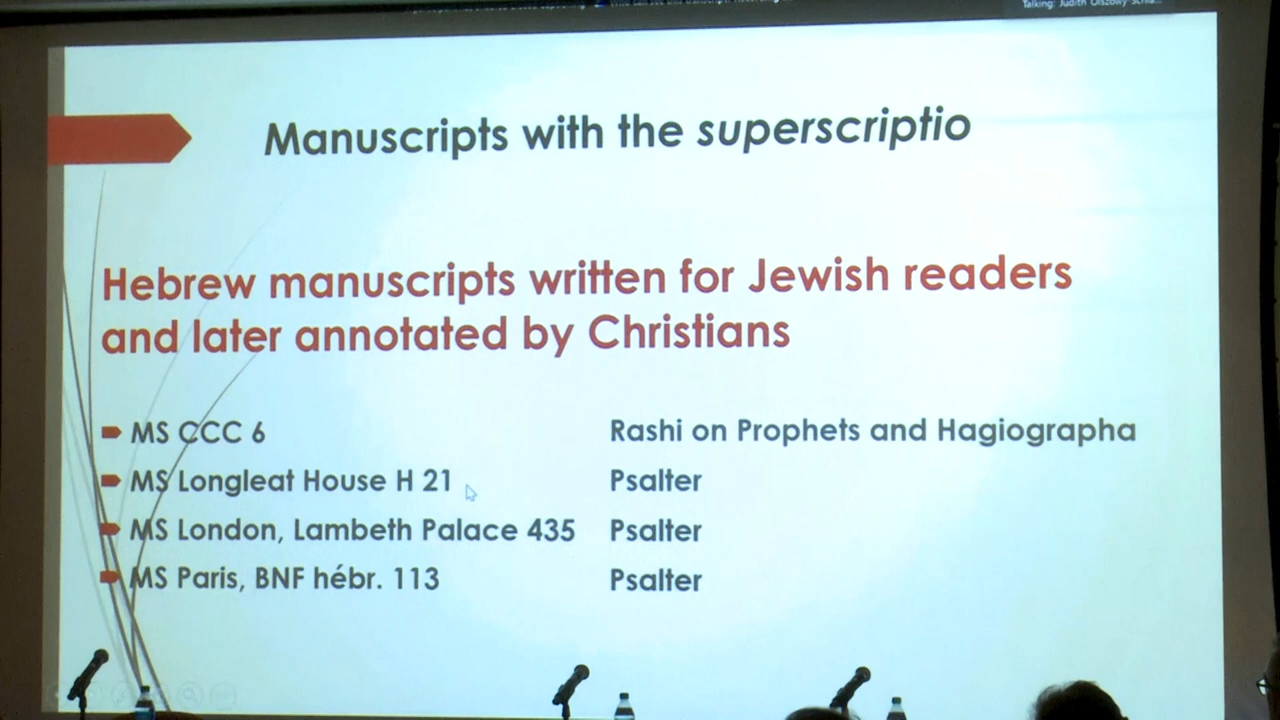 Talking: Judith
Manuscripts with the superscriptio
Hebrew manuscripts written for Jewish readers
and later annotated by Christians
MS CCC 6 Rashi on Prophets and Hagiographa
MS Longleat House H 21 Psalter
MS London, Lambeth Palace 435 Psalter
MS Paris, BNF hébr. 113 Psalter